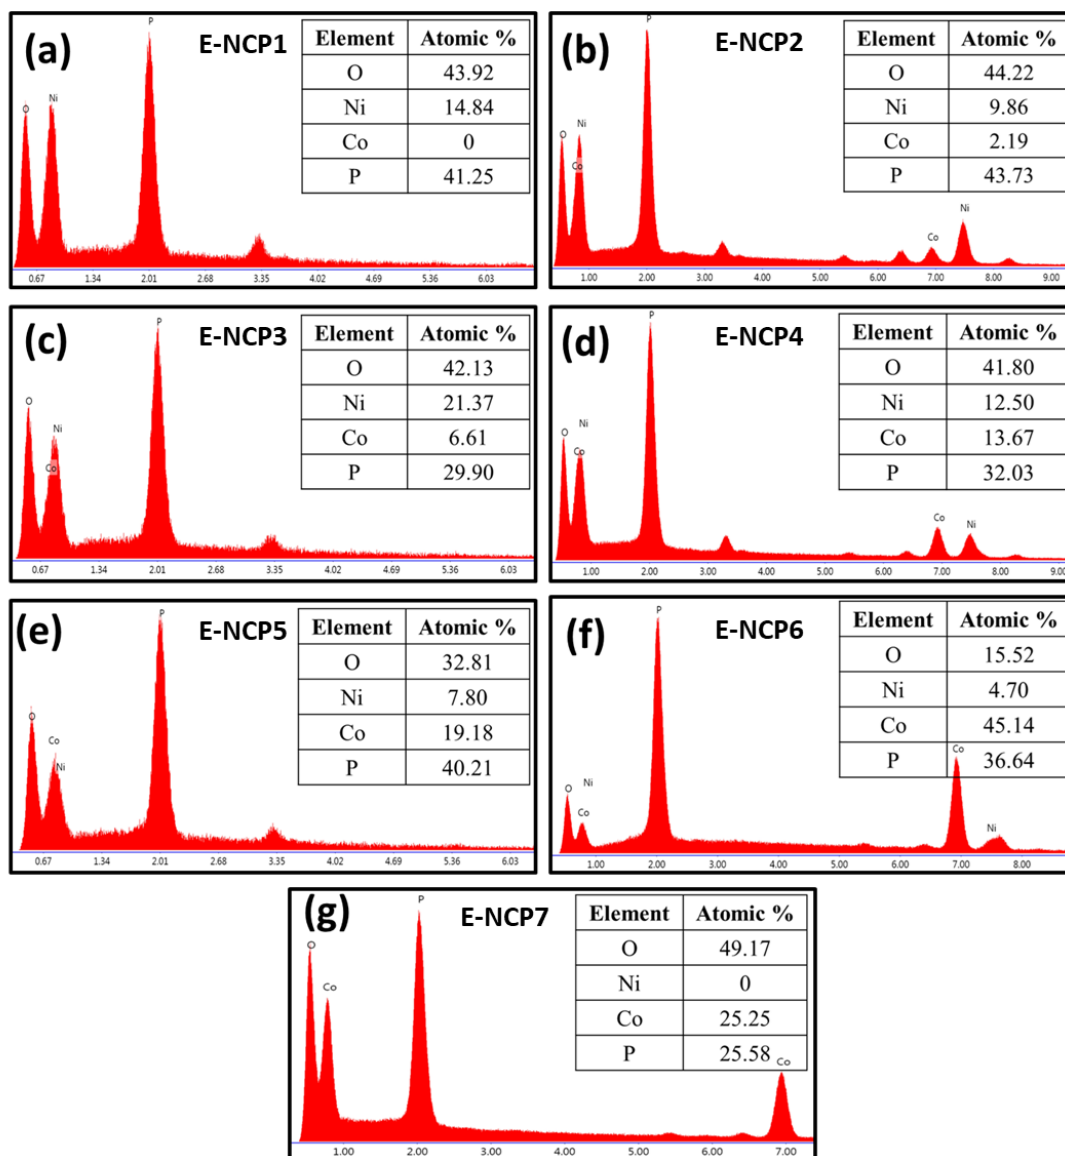 (a) E-NCP1
Element Atomic %
O 43.92
Ni 14.84
Co 0
P 41.25
P
O
Ni
0.67 1.34 2.01 2.68 3.35 4.02 4.69 5.36 6.03
(b) E-NCP2
Element Atomic %
O 44.22
Ni 9.86
Co 2.19
P 43.73
P
O
Ni
Co
Co
Ni
1.00 2.00 3.00 4.00 5.00 6.00 7.00 8.00 9.00
(c) E-NCP3
Element Atomic %
O 42.13
Ni 21.37
Co 6.61
P 29.90
P
O
Ni
Co
0.67 1.34 2.01 2.68 3.35 4.02 4.69 5.36 6.03
(d) E-NCP4
Element Atomic %
O 41.80
Ni 12.50
Co 13.67
P 32.03
P
O
Ni
Co
Co
Ni
1.00 2.00 3.00 4.00 5.00 6.00 7.00 8.00 9.00
(e) E-NCP5
Element Atomic %
O 32.81
Ni 7.80
Co 19.18
P 40.21
P
O
Co
Ni
0.67 1.34 2.01 2.68 3.35 4.02 4.69 5.36 6.03
(f) E-NCP6
Element Atomic %
O 15.52
Ni 4.70
Co 45.14
P 36.64
P
O
Ni
Co
Co
Ni
1.00 2.00 3.00 4.00 5.00 6.00 7.00 8.00
(g) E-NCP7
Element Atomic %
O 49.17
Ni 0
Co 25.25
P 25.58
P
O
Co
Co
1.00 2.00 3.00 4.00 5.00 6.00 7.00